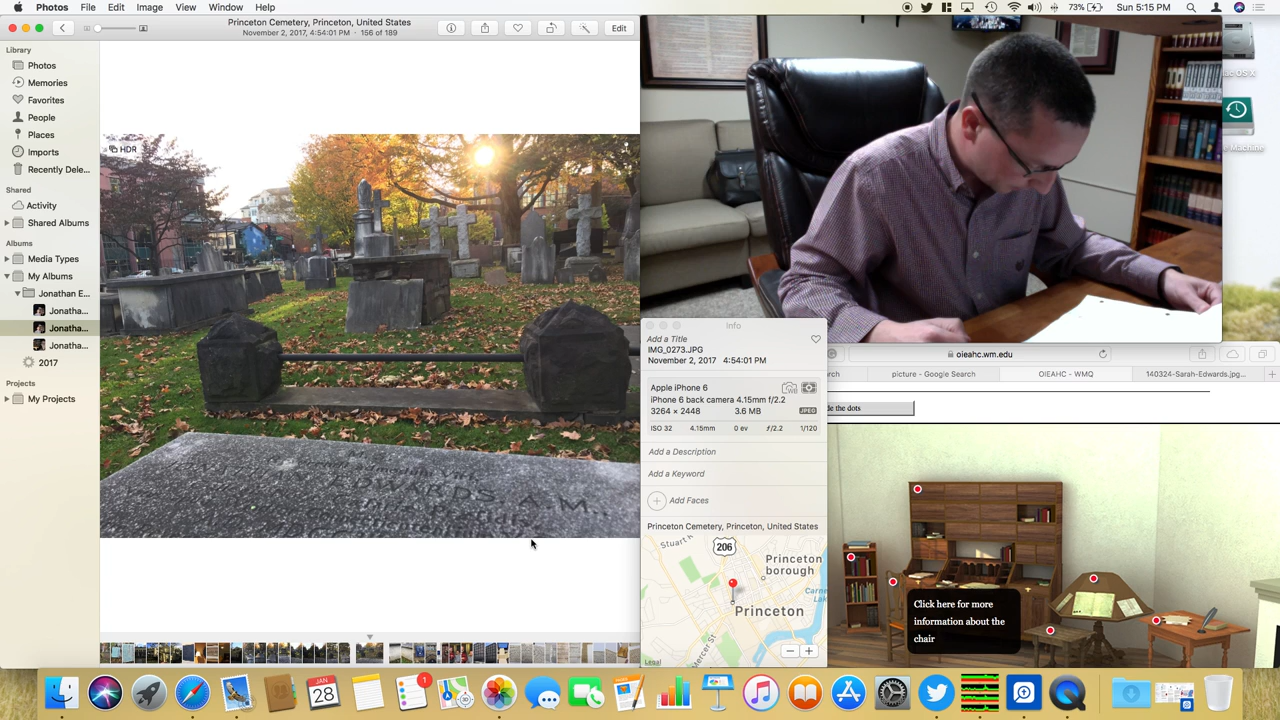 Photos File Edit Image View Window Help
73% Sun 5:15 PM
Princeton Cemetery, Princeton, United States
November 2, 2017, 4:54:01 PM · 156 of 189
Edit
Library
Photos
Memories
Favorites
People
Places
Imports
Recently Dele...
Shared
Activity
Shared Albums
Albums
Media Types
My Albums
Jonathan E...
Jonatha...
Jonatha...
Jonatha...
2017
Projects
My Projects
HDR
Info
Add a Title
IMG_0273.JPG
November 2, 2017 4:54:01 PM
Apple iPhone 6
iPhone 6 back camera 4.15mm f/2.2
3264 × 2448 3.6 MB JPEG
ISO 32 4.15mm 0 ev ƒ/2.2 1/120
Add a Description
Add a Keyword
Add Faces
Princeton Cemetery, Princeton, United States
206
Princeton
borough
Princeton
Mercer St
Legal
oieahc.wm.edu
picture - Google Search
OIEAHC - WMQ
140324-Sarah-Edwards.jpg...
de the dots
Click here for more
information about the
chair
JAN
28
1